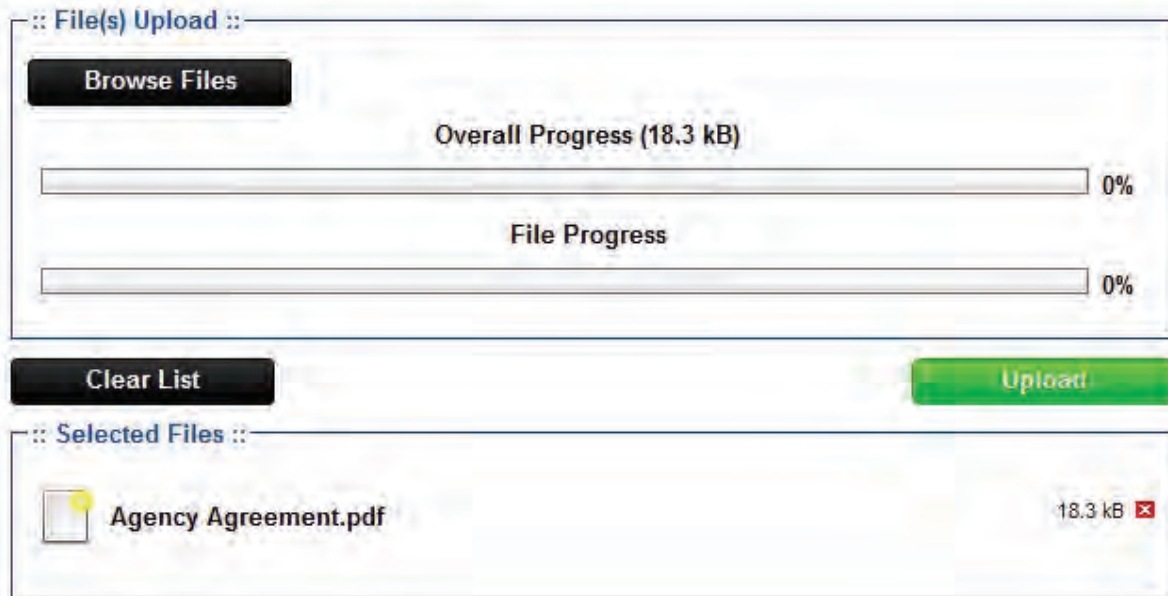 :: File(s) Upload ::
Browse Files
Overall Progress (18.3 kB)
0%
File Progress
0%
Clear List
Upload
:: Selected Files ::
Agency Agreement.pdf
18.3 kB